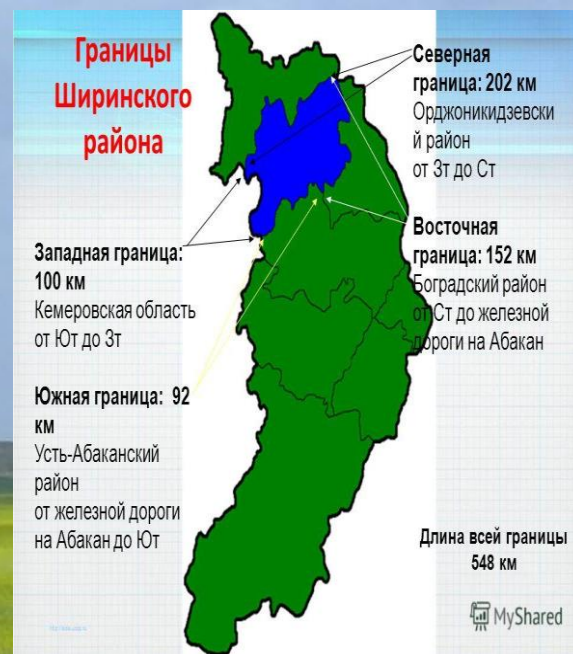 Границы
Ширинского
района
Северная
граница: 202 км
Орджоникидзевски
й район
от Зт до Ст
Западная граница:
100 км
Кемеровская область
от Ют до Зт
Восточная
граница: 152 км
Боградский район
от Ст до железной
дороги на Абакан
Южная граница: 92
км
Усть-Абаканский
район
от железной дороги
на Абакан до Ют
Длина всей границы
548 км
MyShared